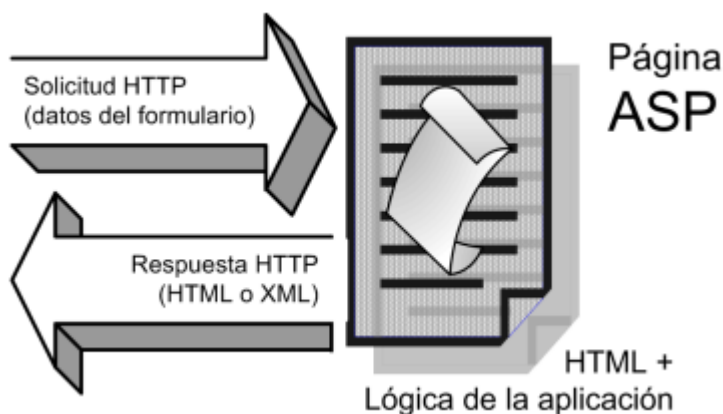 Solicitud HTTP
(datos del formulario)
Página
ASP
Respuesta HTTP
(HTML o XML)
HTML +
Lógica de la aplicación